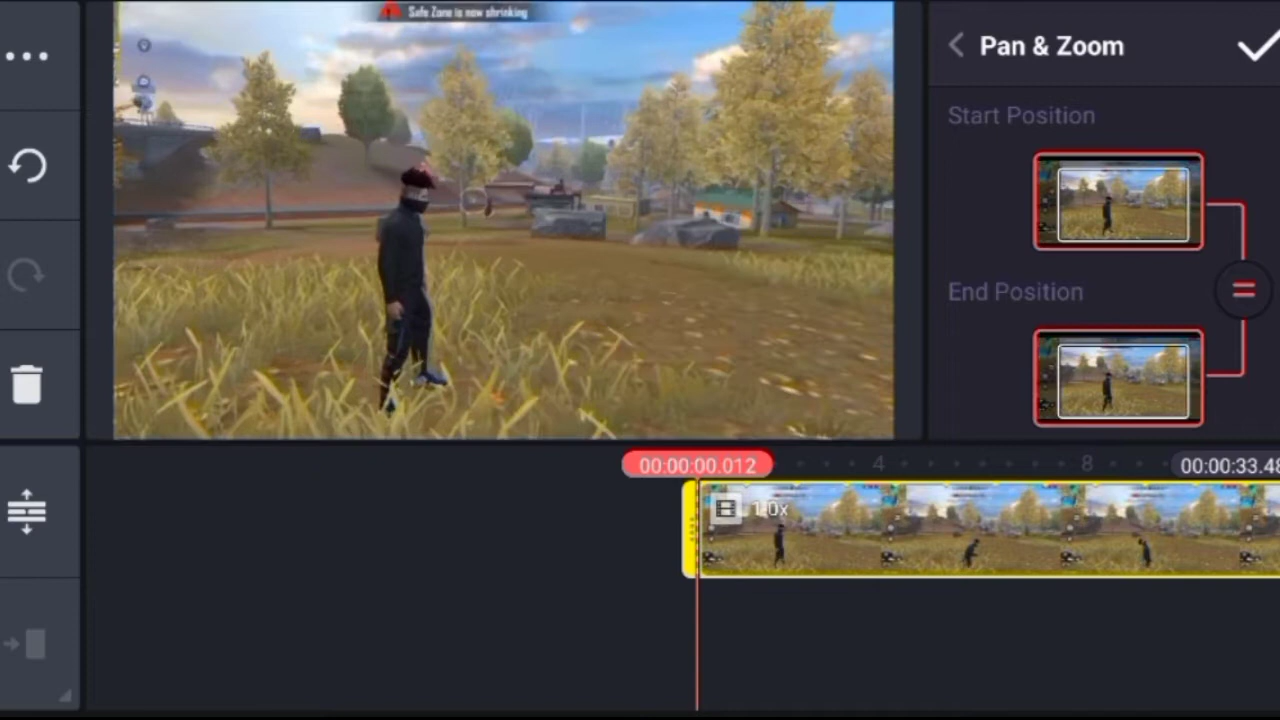 Safe Zone is now shrinking
Pan & Zoom
Start Position
End Position
00:00:00.012
4
8
00:00:33.48
1.0x